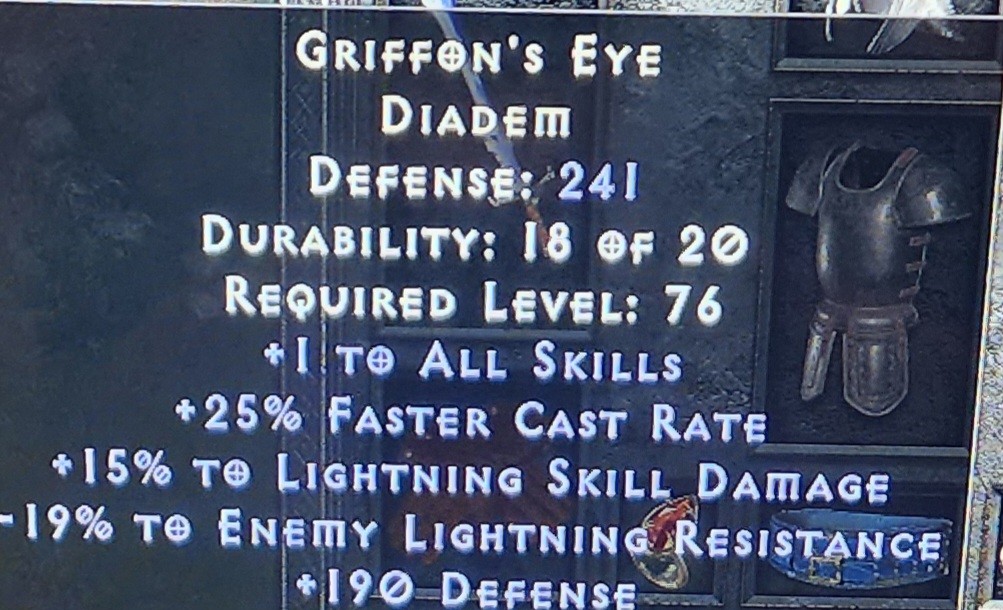 Griffon's Eye
Diadem
Defense: 241
Durability: 18 of 20
Required Level: 76
+1 to All Skills
+25% Faster Cast Rate
+15% to Lightning Skill Damage
-19% to Enemy Lightning Resistance
+190 Defense